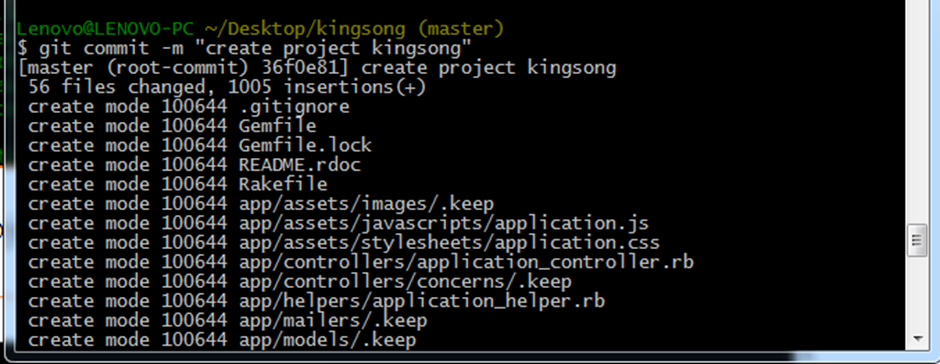 Lenovo@LENOVO-PC ~/Desktop/kingsong (master)
$ git commit -m "create project kingsong"
[master (root-commit) 36f0e81] create project kingsong
 56 files changed, 1005 insertions(+)
 create mode 100644 .gitignore
 create mode 100644 Gemfile
 create mode 100644 Gemfile.lock
 create mode 100644 README.rdoc
 create mode 100644 Rakefile
 create mode 100644 app/assets/images/.keep
 create mode 100644 app/assets/javascripts/application.js
 create mode 100644 app/assets/stylesheets/application.css
 create mode 100644 app/controllers/application_controller.rb
 create mode 100644 app/controllers/concerns/.keep
 create mode 100644 app/helpers/application_helper.rb
 create mode 100644 app/mailers/.keep
 create mode 100644 app/models/.keep